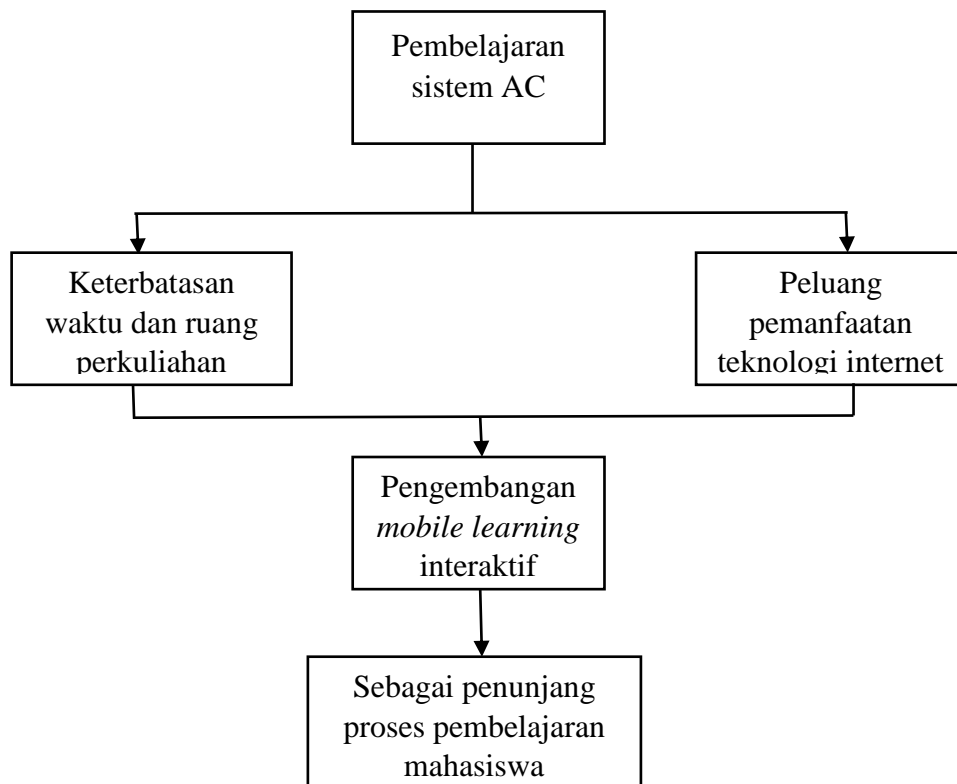 Pembelajaran
sistem AC
Keterbatasan
waktu dan ruang
perkuliahan
Peluang
pemanfaatan
teknologi internet
Pengembangan
mobile learning
interaktif
Sebagai penunjang
proses pembelajaran
mahasiswa